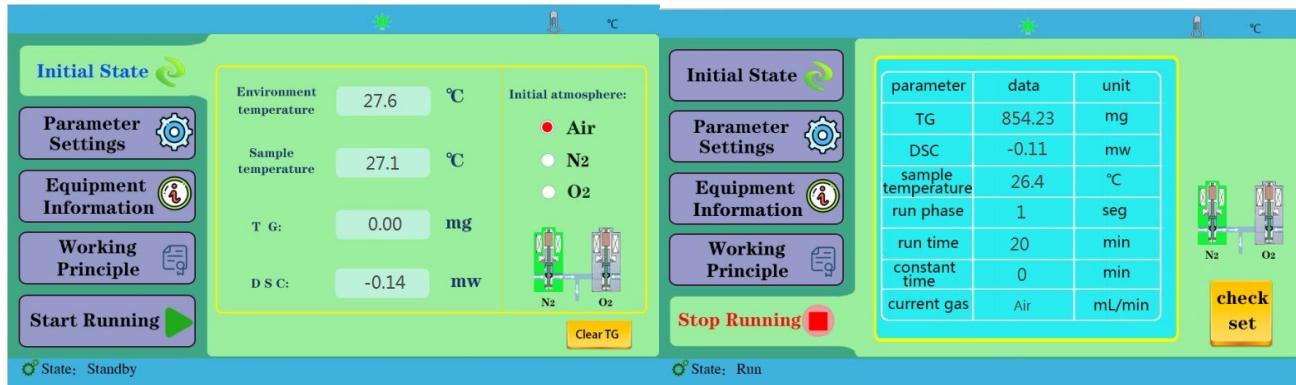 ℃
Initial State
Parameter
Settings
Equipment
Information
Working
Principle
Start Running
Environment
temperature
27.6
℃
Sample
temperature
27.1
℃
T G:
0.00
mg
D S C:
-0.14
mw
Initial atmosphere:
Air
N2
O2
N2
O2
Clear TG
State: Standby
℃
Initial State
Parameter
Settings
Equipment
Information
Working
Principle
Stop Running
parameter data unit
TG 854.23 mg
DSC -0.11 mw
sample
temperature 26.4 ℃
run phase 1 seg
run time 20 min
constant
time 0 min
current gas Air mL/min
N2
O2
check
set
State: Run